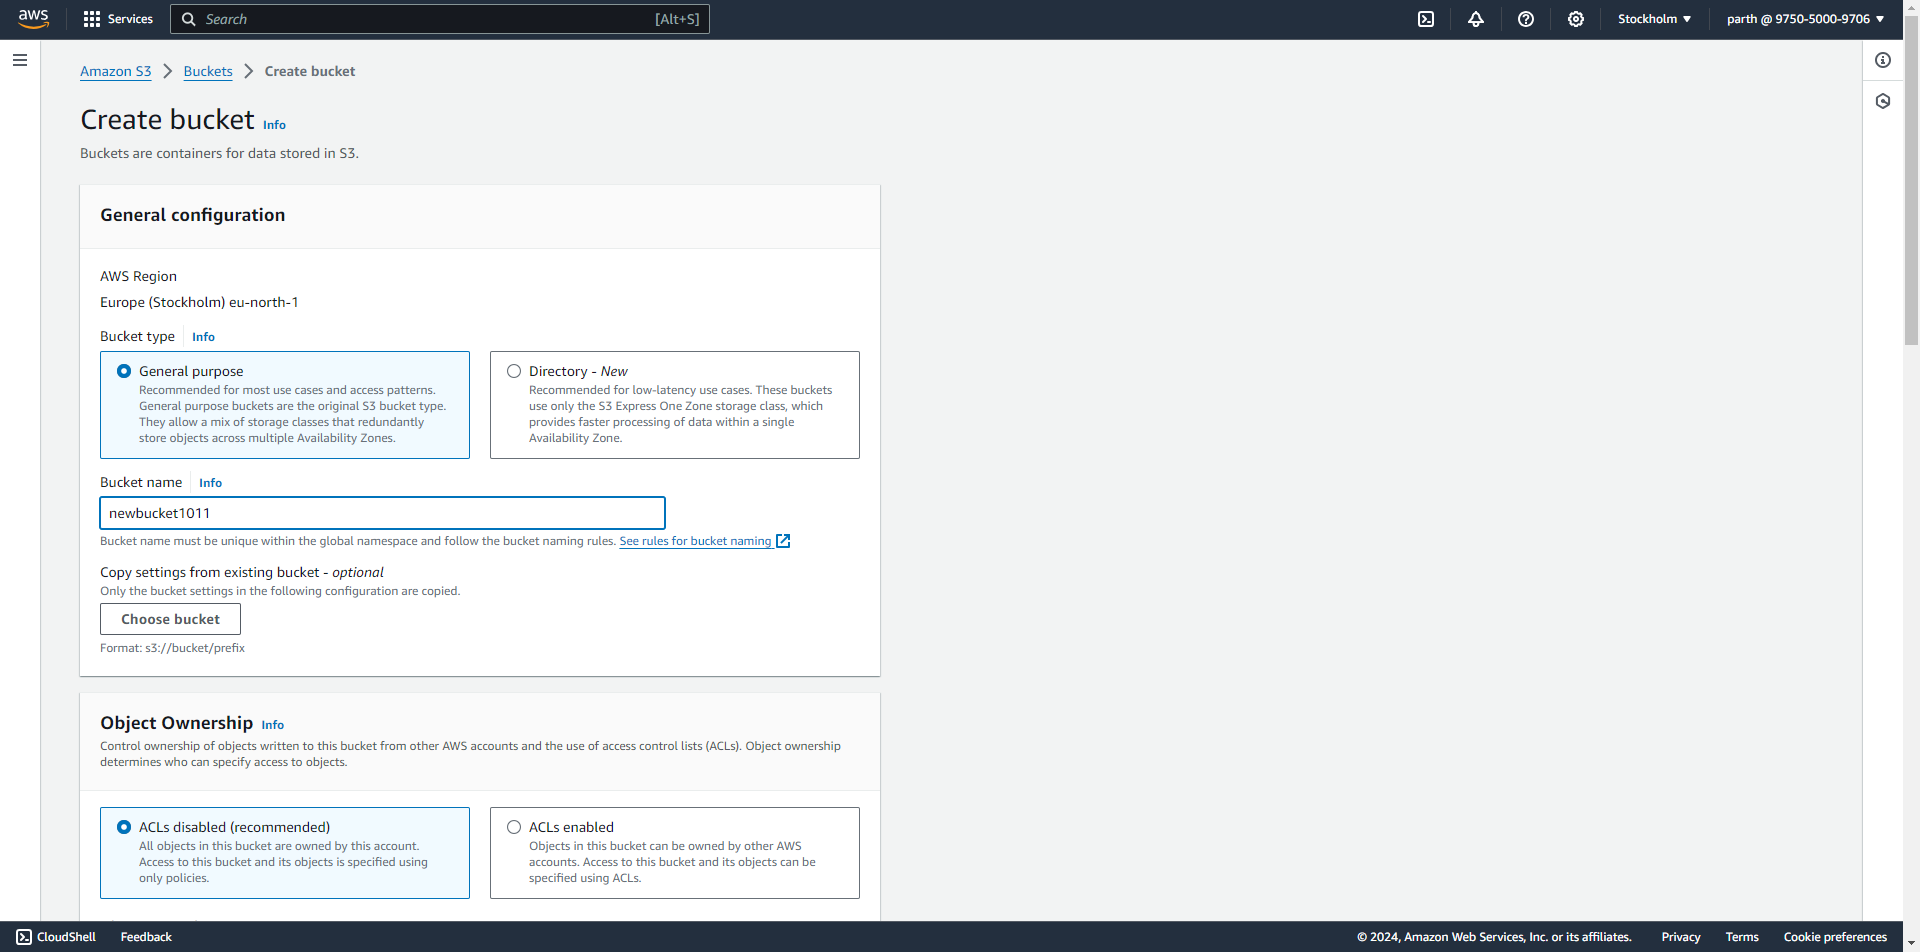 aws
Services
Search
[Alt+S]
Stockholm
parth @ 9750-5000-9706
Amazon S3
Buckets
Create bucket
Create bucket Info
Buckets are containers for data stored in S3.
General configuration
AWS Region
Europe (Stockholm) eu-north-1
Bucket type Info
General purpose
Recommended for most use cases and access patterns.
General purpose buckets are the original S3 bucket type.
They allow a mix of storage classes that redundantly
store objects across multiple Availability Zones.
Directory - New
Recommended for low-latency use cases. These buckets
use only the S3 Express One Zone storage class, which
provides faster processing of data within a single
Availability Zone.
Bucket name Info
newbucket1011
Bucket name must be unique within the global namespace and follow the bucket naming rules. See rules for bucket naming
Copy settings from existing bucket - optional
Only the bucket settings in the following configuration are copied.
Choose bucket
Format: s3://bucket/prefix
Object Ownership Info
Control ownership of objects written to this bucket from other AWS accounts and the use of access control lists (ACLs). Object ownership
determines who can specify access to objects.
ACLs disabled (recommended)
All objects in this bucket are owned by this account.
Access to this bucket and its objects is specified using
only policies.
ACLs enabled
Objects in this bucket can be owned by other AWS
accounts. Access to this bucket and its objects can be
specified using ACLs.
CloudShell
Feedback
© 2024, Amazon Web Services, Inc. or its affiliates.
Privacy
Terms
Cookie preferences